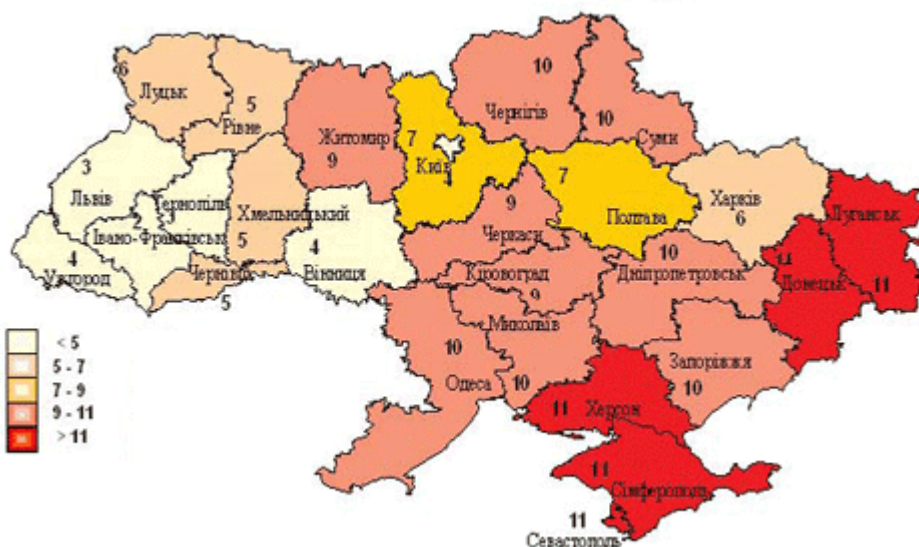 6
Луцьк
5
Рівне
Житомир
9
7
Київ
10
Чернігів
10
Суми
3
Львів
Тернопіль
2
Івано-Франківськ
Хмельницький
5
4
Ужгород
4
Вінниця
5
9
Черкаси
7
Полтава
Харків
6
Луганськ
11
11
Донецьк
10
Дніпропетровськ
Кіровоград
9
Миколаїв
10
10
Одеса
Запоріжжя
10
11
Херсон
11
Сімферополь
11
Севастополь
< 5
5 - 7
7 - 9
9 - 11
> 11